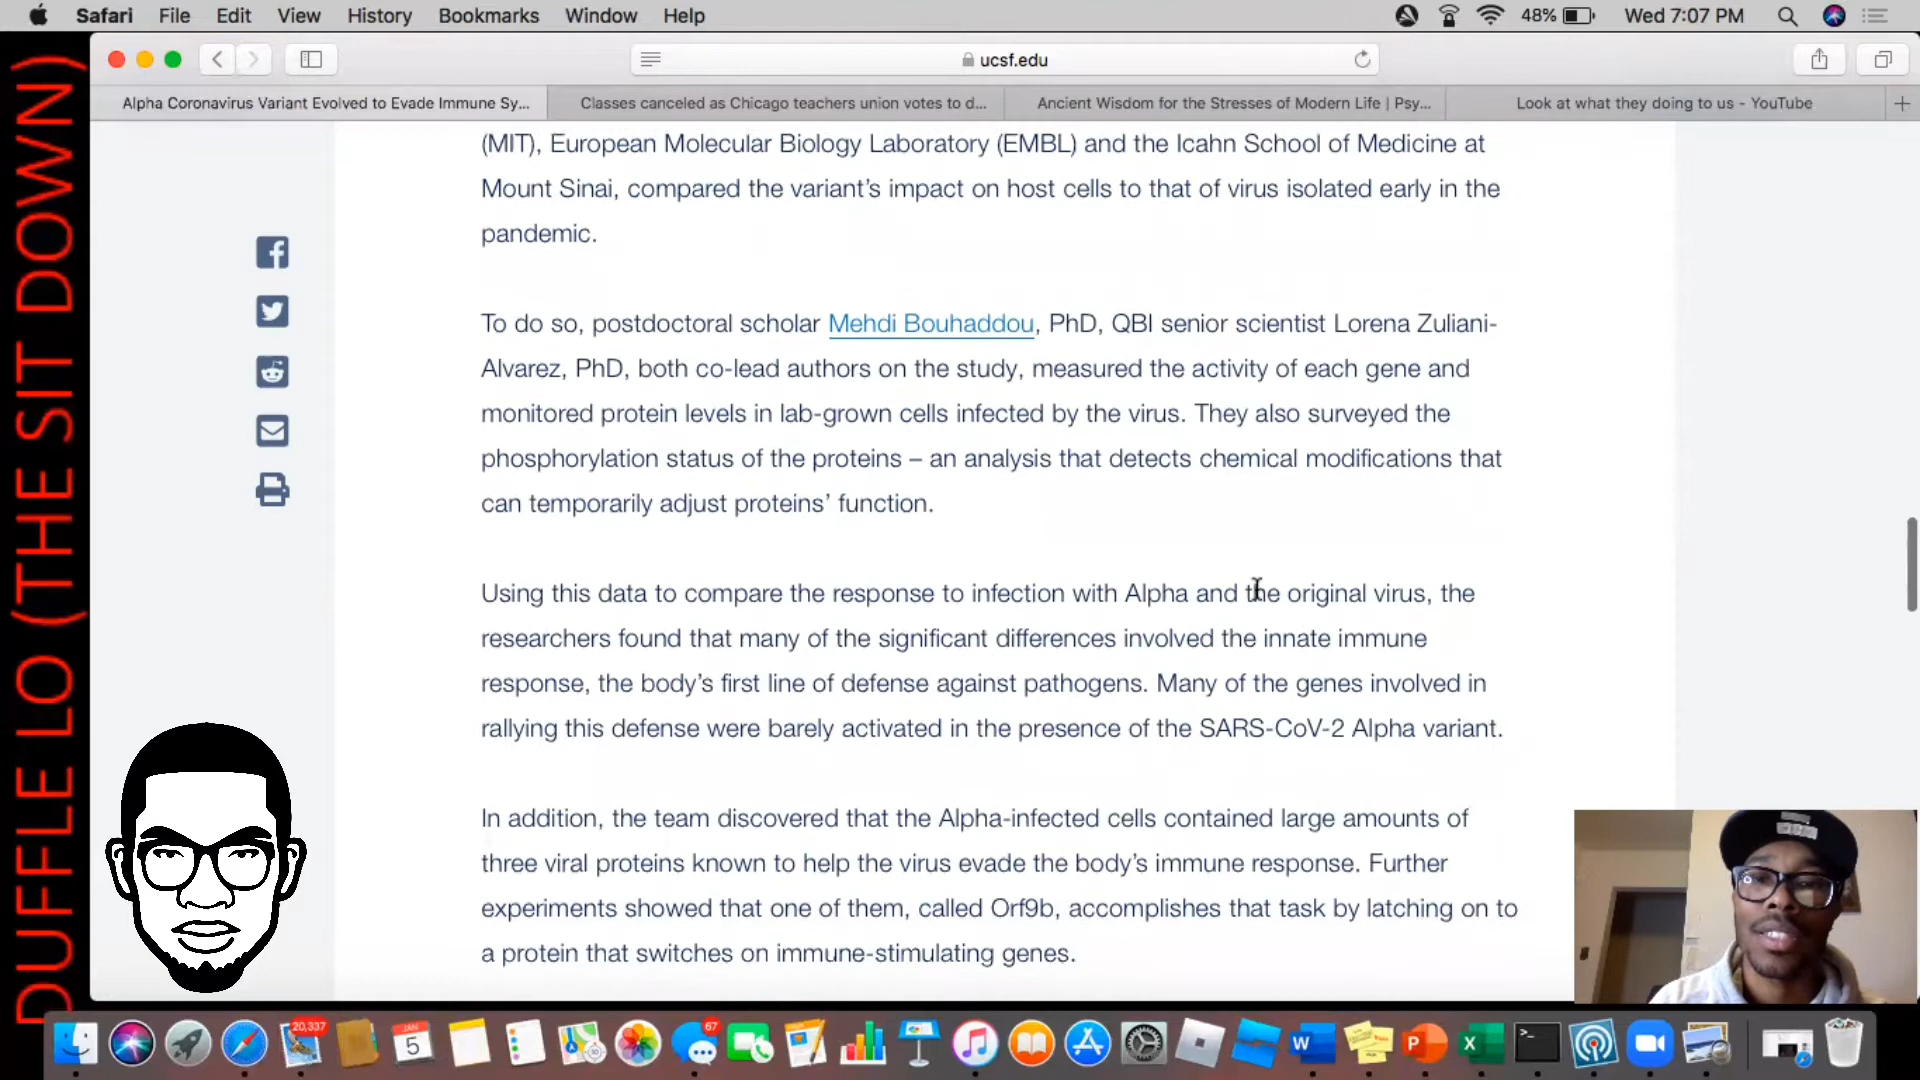 Safari File Edit View History Bookmarks Window Help 48% Wed 7:07 PM
ucsf.edu
Alpha Coronavirus Variant Evolved to Evade Immune Sy... Classes canceled as Chicago teachers union votes to d... Ancient Wisdom for the Stresses of Modern Life | Psy... Look at what they doing to us - YouTube
DUFFLE LO (THE SIT DOWN)
(MIT), European Molecular Biology Laboratory (EMBL) and the Icahn School of Medicine at
Mount Sinai, compared the variant’s impact on host cells to that of virus isolated early in the
pandemic.
To do so, postdoctoral scholar Mehdi Bouhaddou, PhD, QBI senior scientist Lorena Zuliani-
Alvarez, PhD, both co-lead authors on the study, measured the activity of each gene and
monitored protein levels in lab-grown cells infected by the virus. They also surveyed the
phosphorylation status of the proteins – an analysis that detects chemical modifications that
can temporarily adjust proteins’ function.
Using this data to compare the response to infection with Alpha and the original virus, the
researchers found that many of the significant differences involved the innate immune
response, the body’s first line of defense against pathogens. Many of the genes involved in
rallying this defense were barely activated in the presence of the SARS-CoV-2 Alpha variant.
In addition, the team discovered that the Alpha-infected cells contained large amounts of
three viral proteins known to help the virus evade the body’s immune response. Further
experiments showed that one of them, called Orf9b, accomplishes that task by latching on to
a protein that switches on immune-stimulating genes.
20,337
JAN
5
67
W
P
X